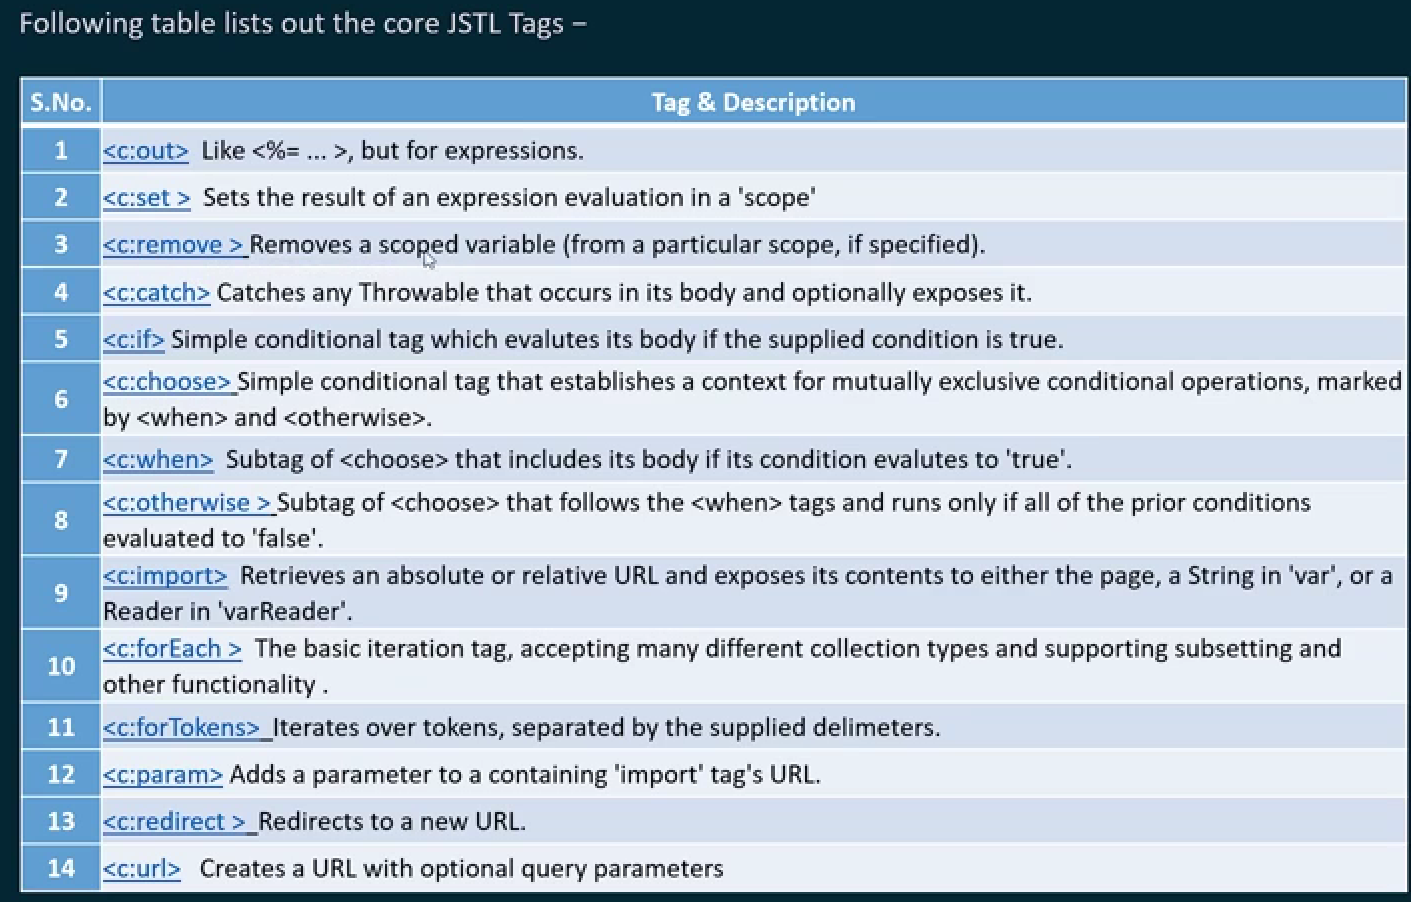 Following table lists out the core JSTL Tags –
S.No. Tag & Description
1 <c:out> Like <%= ... >, but for expressions.
2 <c:set > Sets the result of an expression evaluation in a 'scope'
3 <c:remove > Removes a scoped variable (from a particular scope, if specified).
4 <c:catch> Catches any Throwable that occurs in its body and optionally exposes it.
5 <c:if> Simple conditional tag which evalutes its body if the supplied condition is true.
6 <c:choose> Simple conditional tag that establishes a context for mutually exclusive conditional operations, marked
by <when> and <otherwise>.
7 <c:when> Subtag of <choose> that includes its body if its condition evalutes to 'true'.
8 <c:otherwise > Subtag of <choose> that follows the <when> tags and runs only if all of the prior conditions
evaluated to 'false'.
9 <c:import> Retrieves an absolute or relative URL and exposes its contents to either the page, a String in 'var', or a
Reader in 'varReader'.
10 <c:forEach > The basic iteration tag, accepting many different collection types and supporting subsetting and
other functionality .
11 <c:forTokens> Iterates over tokens, separated by the supplied delimeters.
12 <c:param> Adds a parameter to a containing 'import' tag's URL.
13 <c:redirect > Redirects to a new URL.
14 <c:url> Creates a URL with optional query parameters